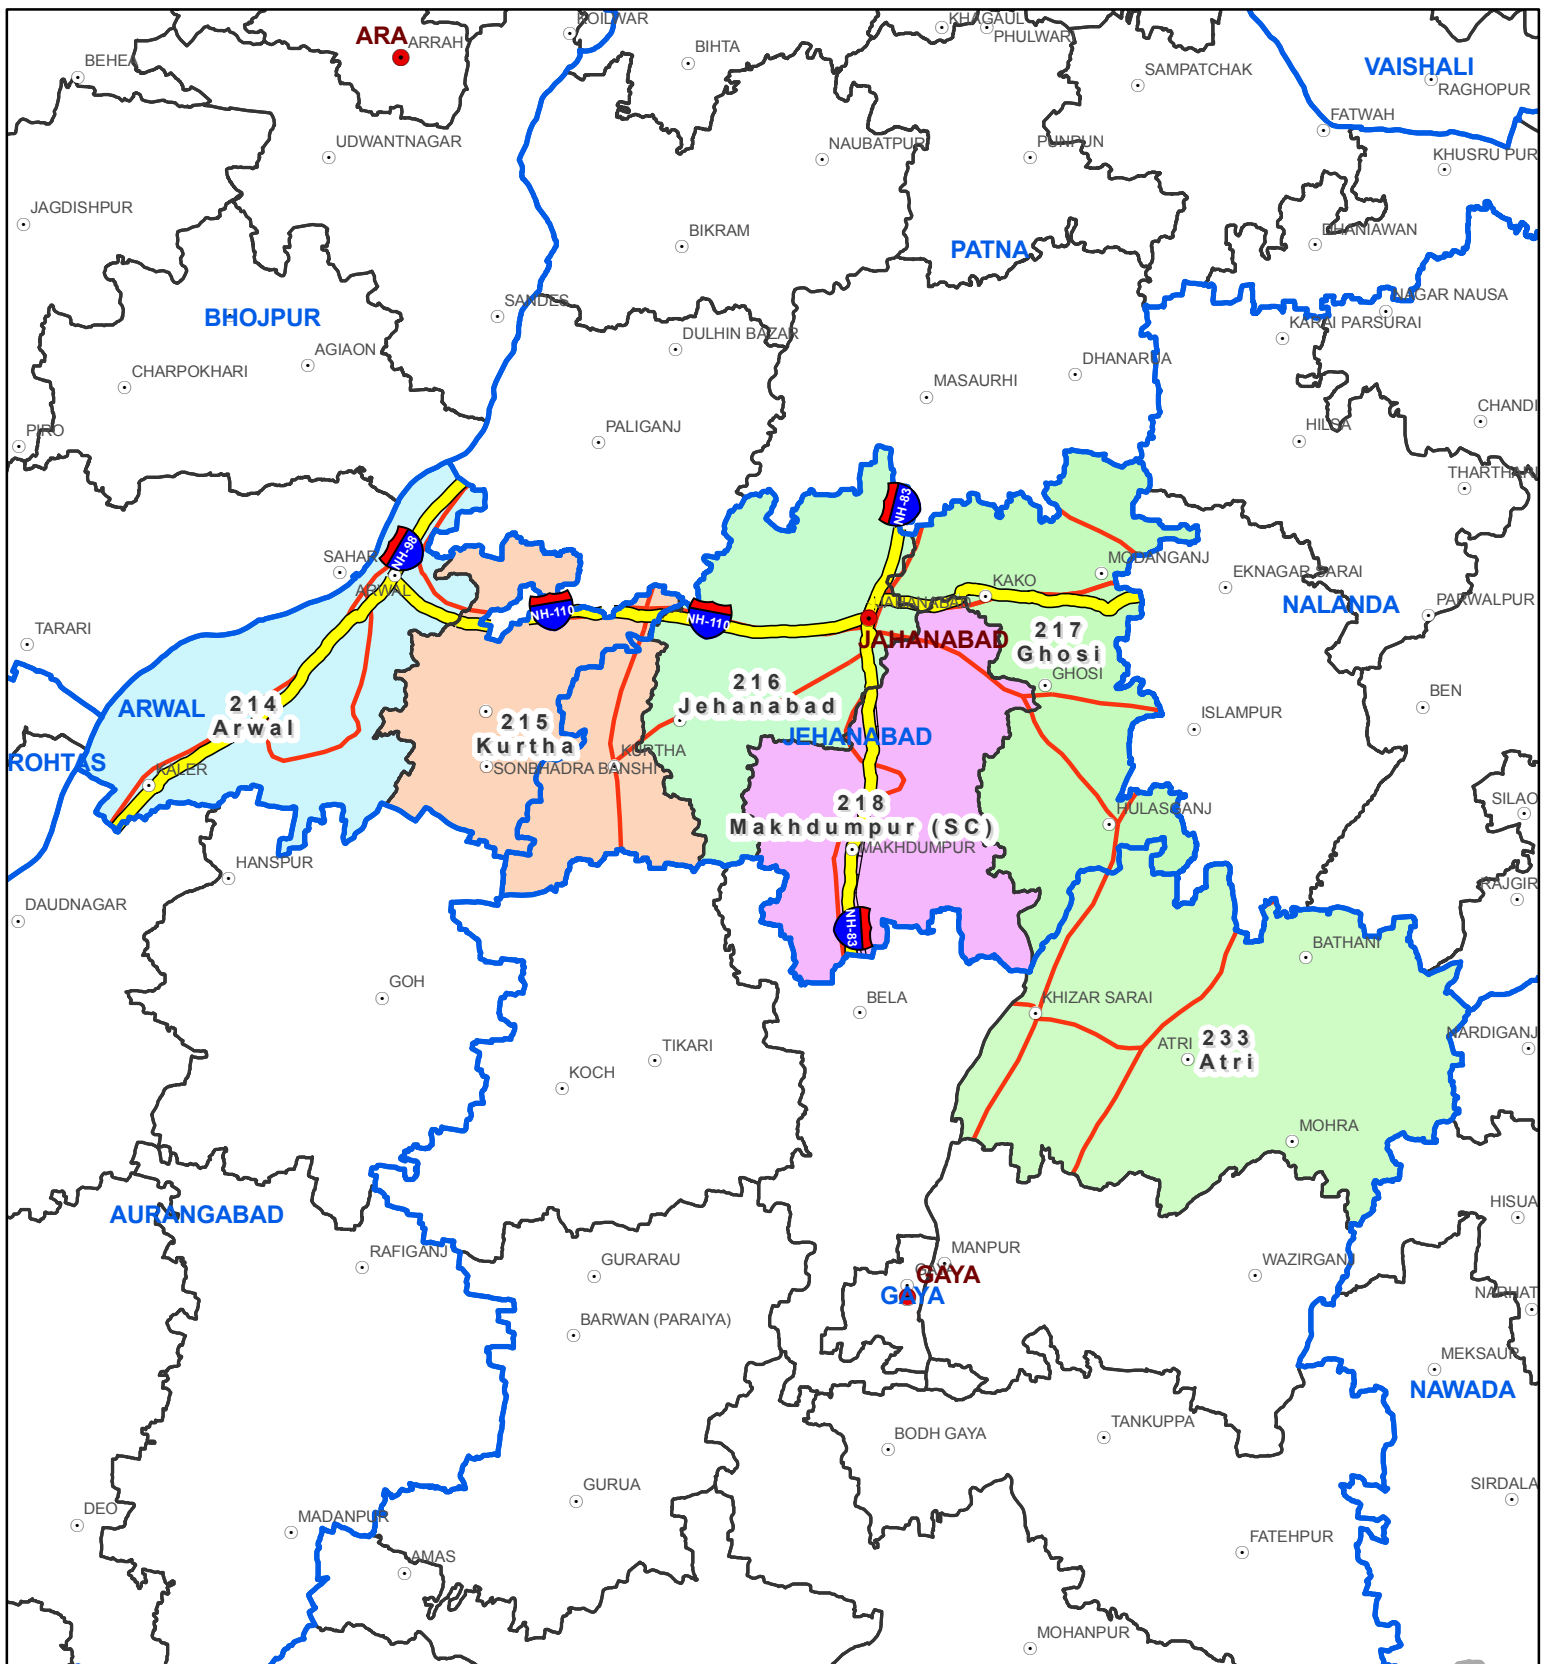 KOILWAR
KHAGAUL
PHULWARI
ARA
ARRAH
BEHEA
BIHTA
SAMPATCHAK
VAISHALI
RAGHOPUR
FATWAH
UDWANTNAGAR
NAUBATPUR
PUNPUN
KHUSRU PUR
JAGDISHPUR
BIKRAM
PATNA
DHANIAWAN
SANDES
NAGAR NAUSA
BHOJPUR
KARAI PARSURAI
DULHIN BAZAR
AGIAON
CHARPOKHARI
DHANARUA
MASAURHI
CHANDI
PIRO
PALIGANJ
HILSA
THARTHARI
NH-83
NH-98
SAHAR
ARWAL
MODANGANJ
EKNAGAR SARAI
KAKO
JAHANABAD
NALANDA
PARWALPUR
NH-110
NH-110
TARARI
JAHANABAD
217
Ghosi
GHOSI
216
Jehanabad
214
Arwal
ARWAL
BEN
215
Kurtha
ISLAMPUR
JEHANABAD
ROHTAS
KURTHA
SONBHADRA BANSHI
KALER
218
Makhdumpur (SC)
MAKHDUMPUR
HULASGANJ
SILAO
HANSPUR
RAJGIR
DAUDNAGAR
NH-83
BATHANI
GOH
BELA
KHIZAR SARAI
NARDIGANJ
233
Atri
ATRI
TIKARI
KOCH
MOHRA
AURANGABAD
HISUA
RAFIGANJ
GURARAU
MANPUR
WAZIRGANJ
GAYA
GAYA
GAYA
NARHAT
BARWAN (PARAIYA)
MEKSAUR
NAWADA
BODH GAYA
TANKUPPA
GURUA
SIRDALA
DEO
MADANPUR
AMAS
FATEHPUR
MOHANPUR